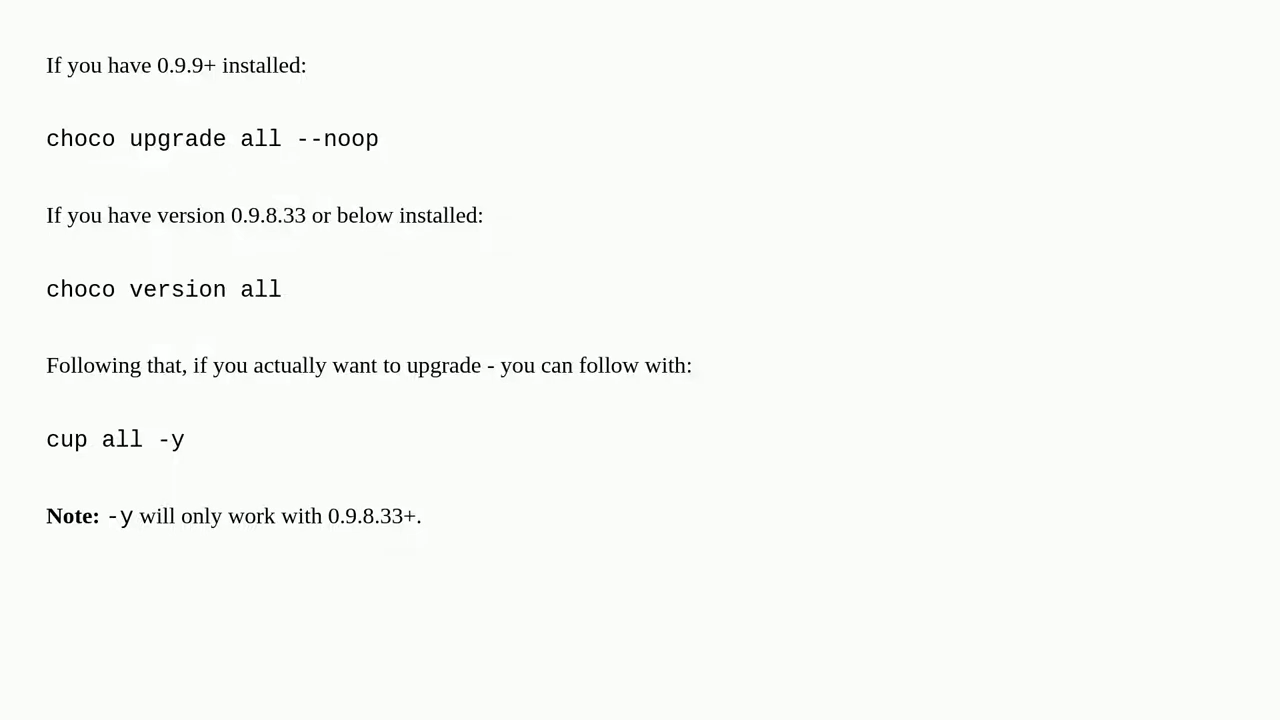 If you have 0.9.9+ installed:
choco upgrade all --noop
If you have version 0.9.8.33 or below installed:
choco version all
Following that, if you actually want to upgrade - you can follow with:
cup all -y
Note: -y will only work with 0.9.8.33+.